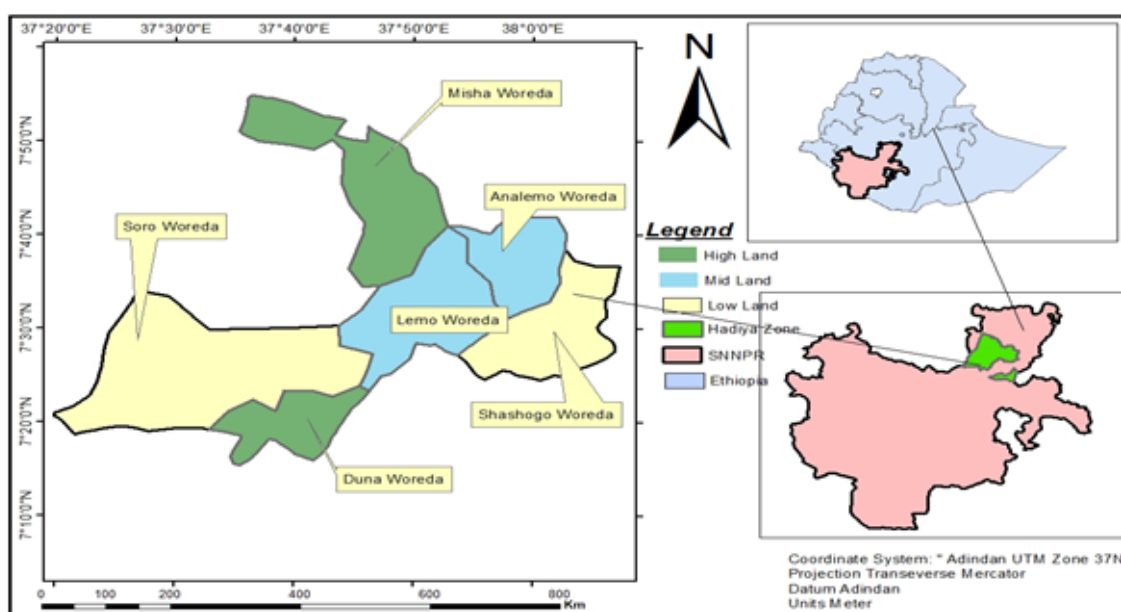 37°20'0"E
37°30'0"E
37°40'0"E
37°50'0"E
38°0'0"E
7°50'0"N
7°40'0"N
7°30'0"N
7°20'0"N
7°10'0"N
Misha Woreda
Analemo Woreda
Soro Woreda
Lemo Woreda
Shashogo Woreda
Duna Woreda
N
Legend
High Land
Mid Land
Low Land
Hadiya Zone
SNNPR
Ethiopia
0
100
200
400
600
800
Km
Coordinate System: " Adindan UTM Zone 37N
Projection Transeverse Mercator
Datum Adindan
Units Meter